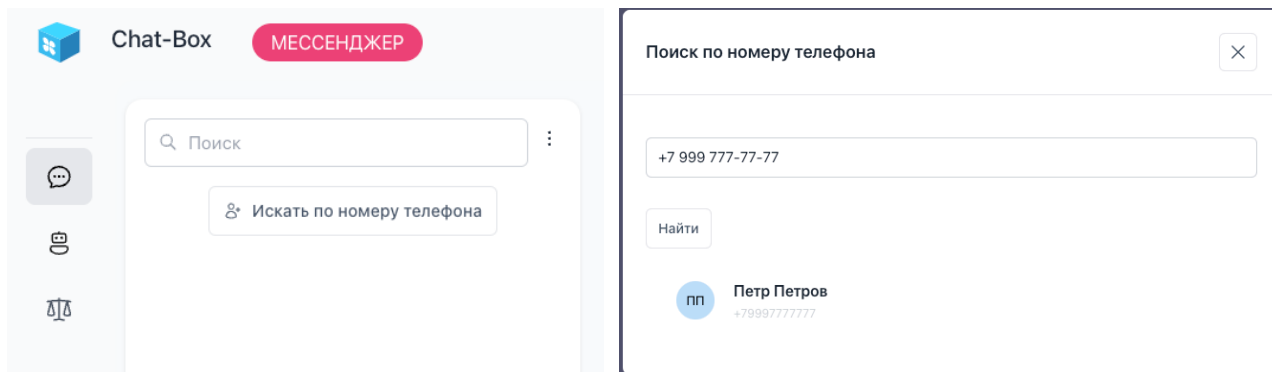 Chat-Box
МЕССЕНДЖЕР
Поиск
Искать по номеру телефона
Поиск по номеру телефона
+7 999 777-77-77
Найти
ПП
Петр Петров
+79997777777